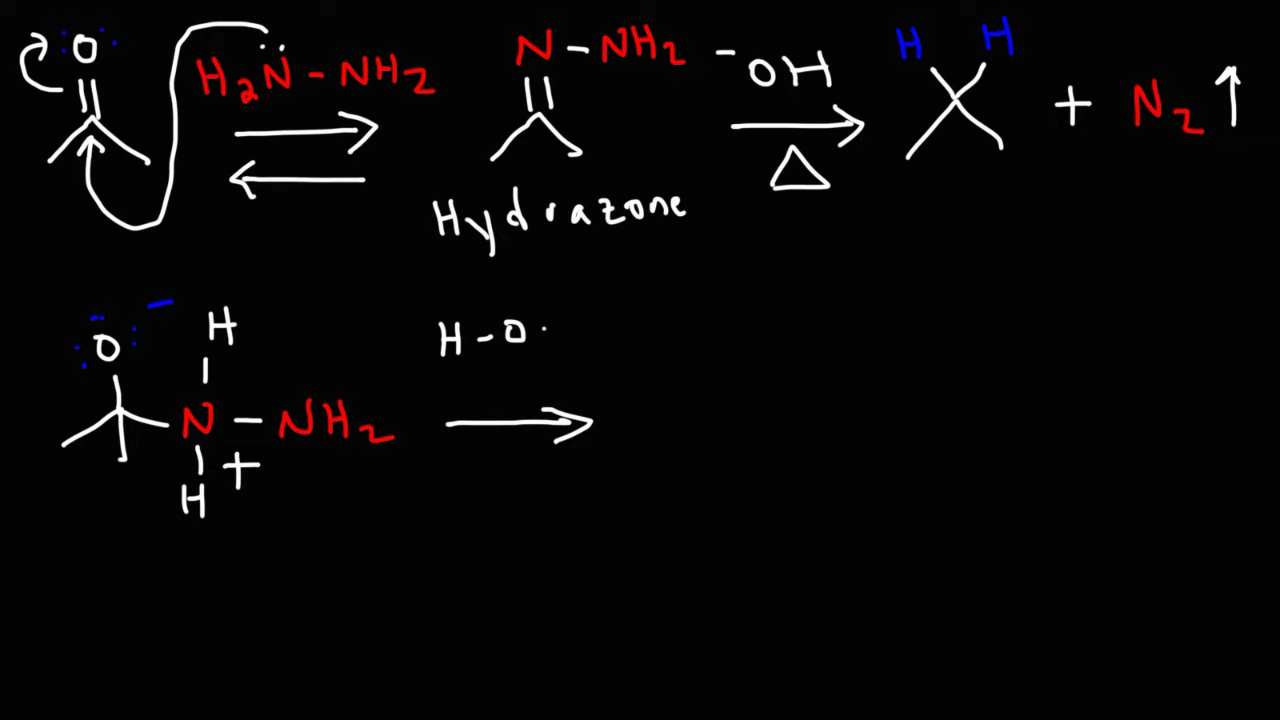 O H₂N̈ - NH₂ N - NH₂ ⁻OH H H + N₂ ↑
Δ
Hydrazone
O⁻ H H - O
N - NH₂
+
H